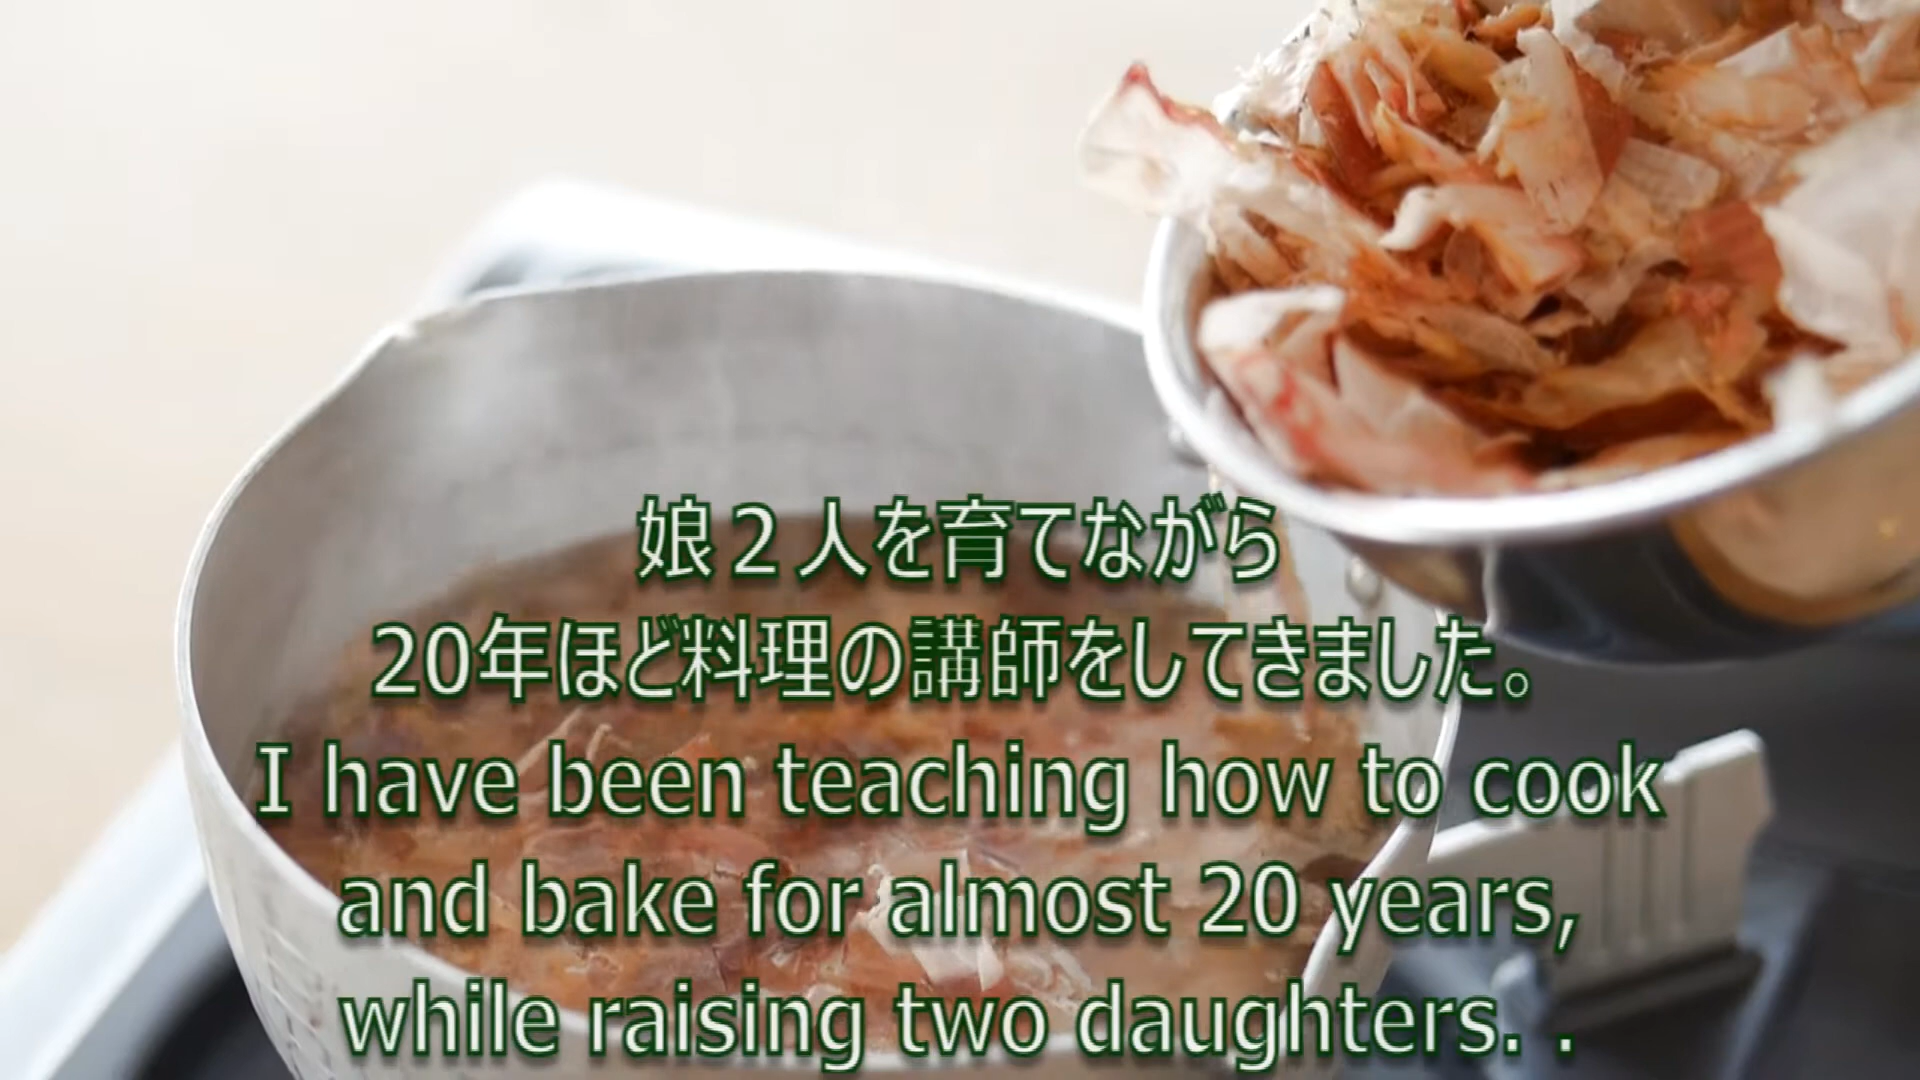 娘２人を育てながら
20年ほど料理の講師をしてきました。
I have been teaching how to cook
and bake for almost 20 years,
while raising two daughters. .